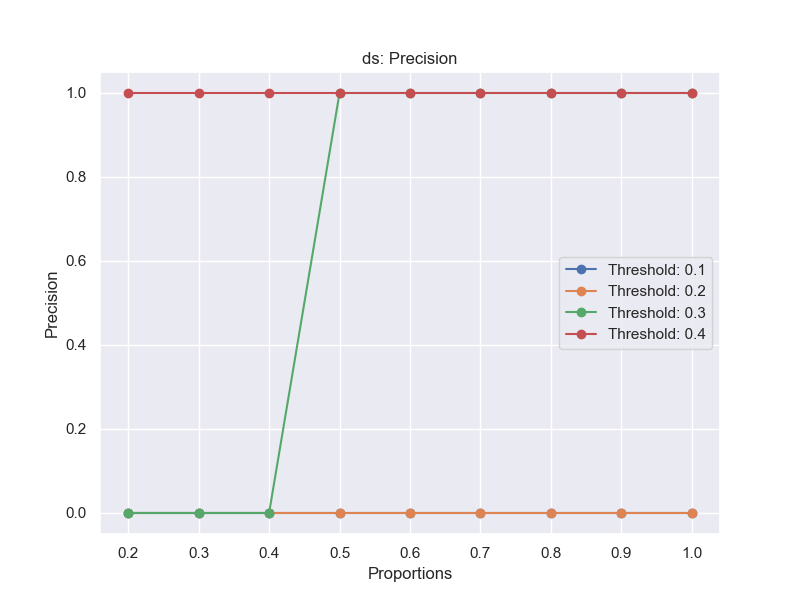 ds: Precision
1.0
0.8
0.6
0.4
0.2
0.0
Precision
Threshold: 0.1
Threshold: 0.2
Threshold: 0.3
Threshold: 0.4
0.2 0.3 0.4 0.5 0.6 0.7 0.8 0.9 1.0
Proportions